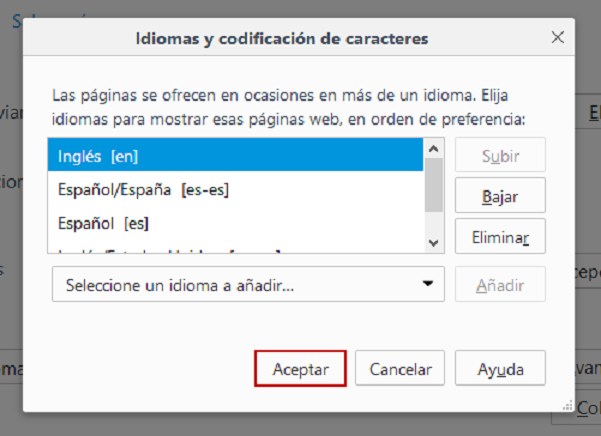 Idiomas y codificación de caracteres
Las páginas se ofrecen en ocasiones en más de un idioma. Elija
idiomas para mostrar esas páginas web, en orden de preferencia:
Inglés [en]
Subir
Español/España [es-es]
Bajar
Español [es]
Eliminar
Seleccione un idioma a añadir...
Añadir
Aceptar
Cancelar
Ayuda